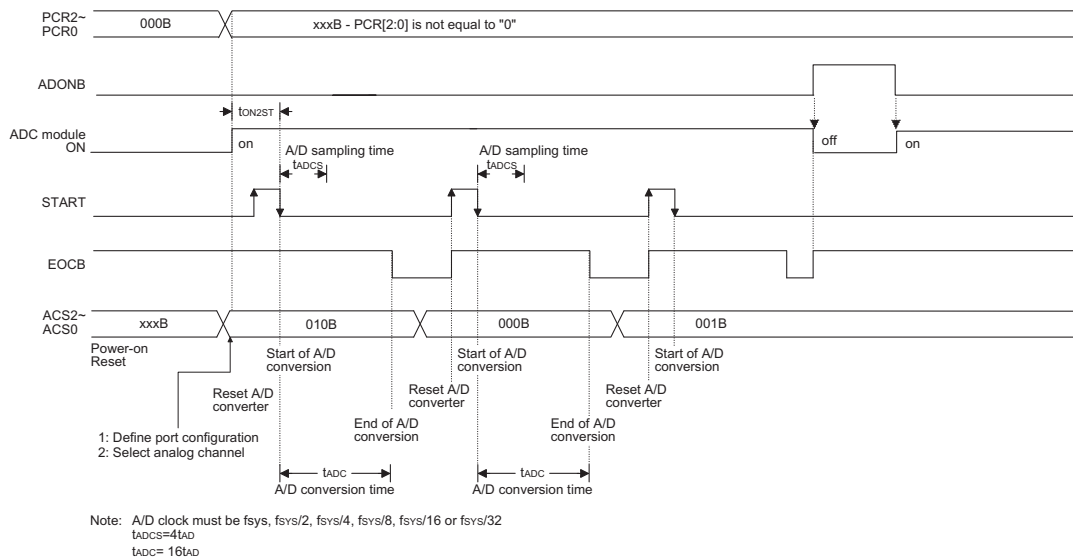 PCR2~
PCR0
000B
xxxB - PCR[2:0] is not equal to "0"
ADONB
tON2ST
ADC module
ON
on
off
on
A/D sampling time
tADCS
A/D sampling time
tADCS
START
EOCB
ACS2~
ACS0
xxxB
010B
000B
001B
Power-on
Reset
Start of A/D
conversion
Start of A/D
conversion
Start of A/D
conversion
Reset A/D
converter
Reset A/D
converter
Reset A/D
converter
End of A/D
conversion
End of A/D
conversion
1: Define port configuration
2: Select analog channel
tADC
A/D conversion time
tADC
A/D conversion time
Note: A/D clock must be fsys, fSYS/2, fSYS/4, fSYS/8, fSYS/16 or fSYS/32
tADCS=4tAD
tADC= 16tAD